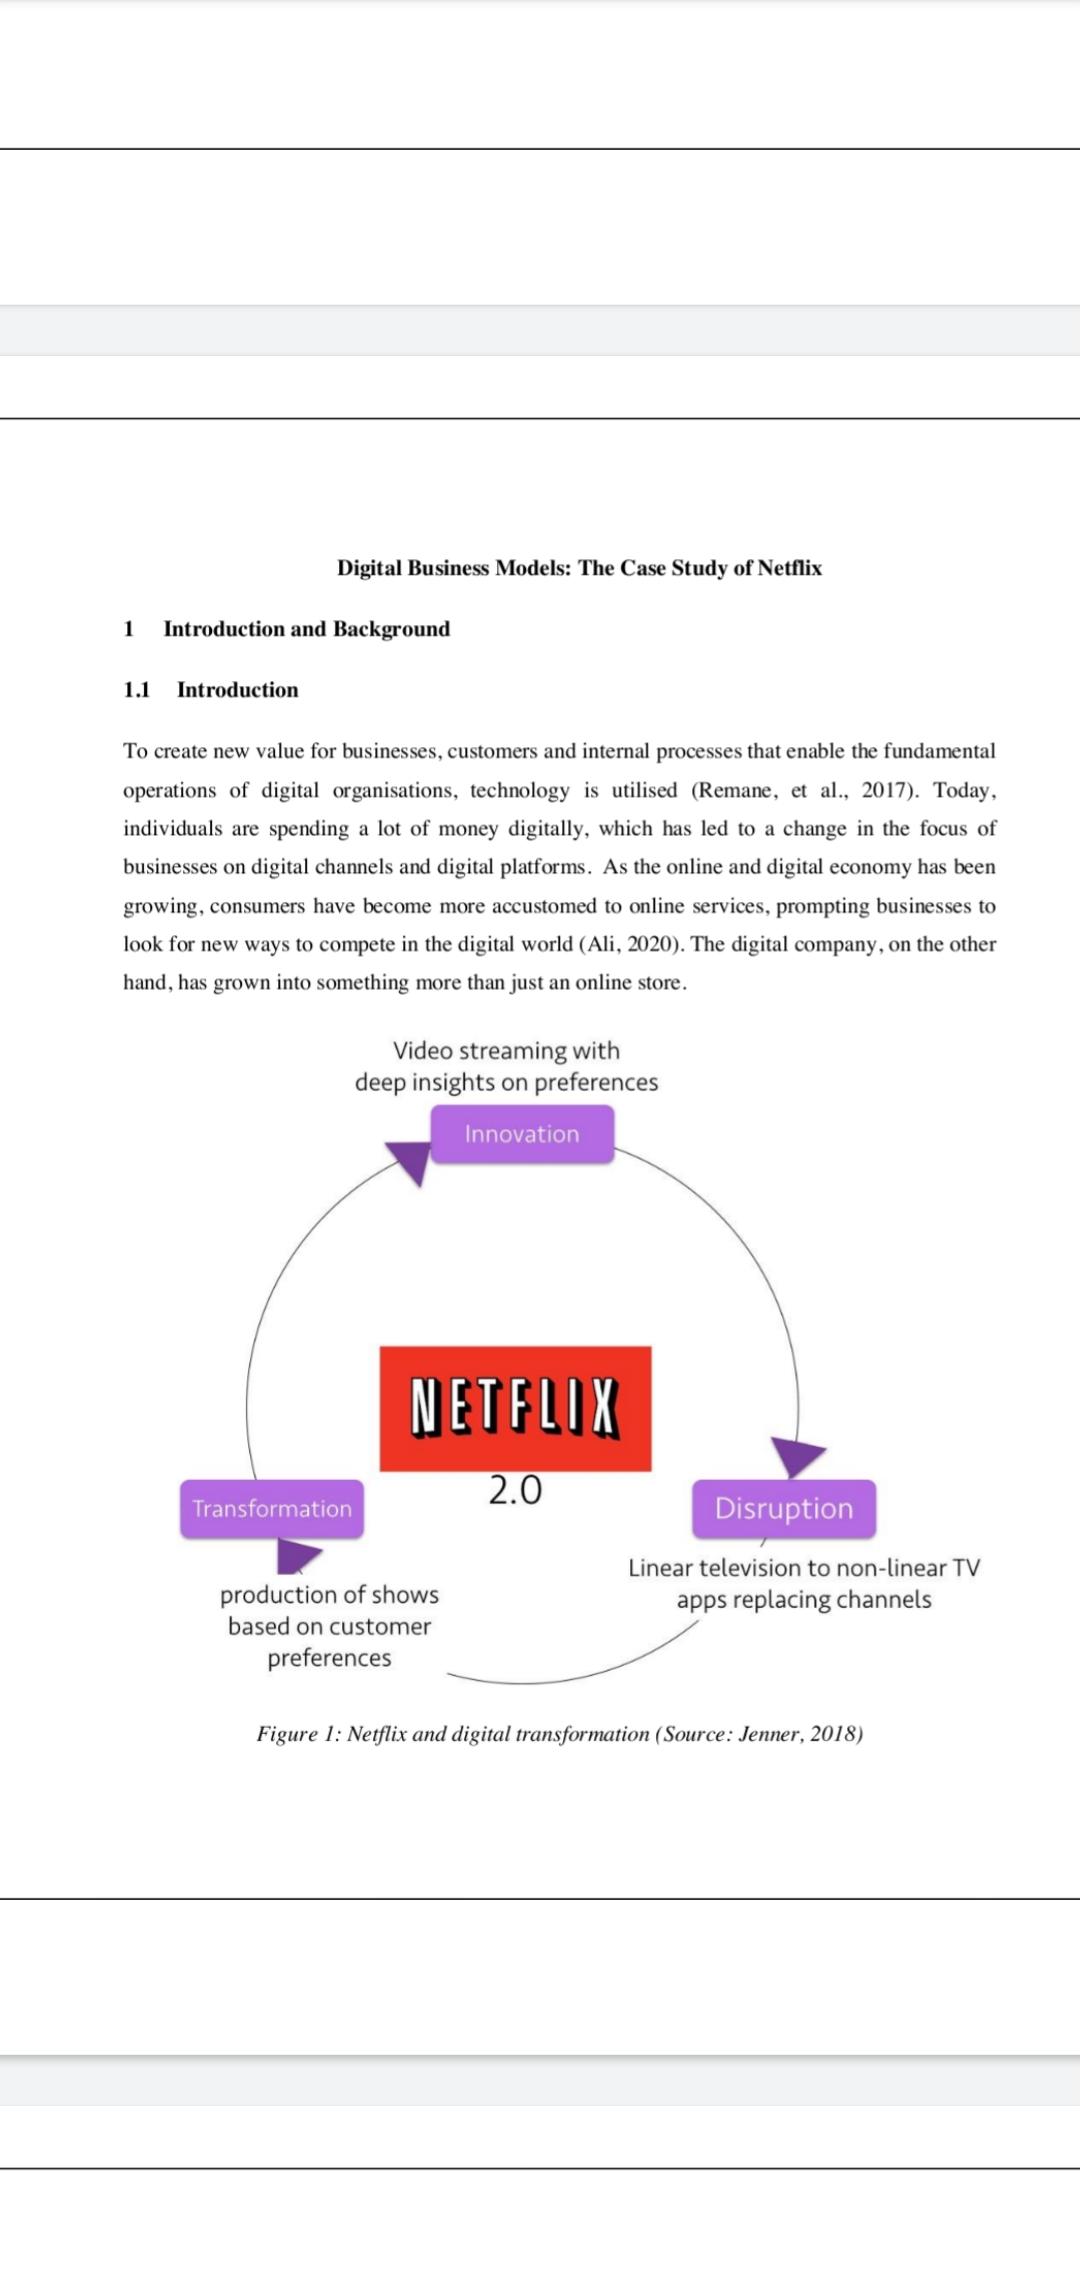 Digital Business Models: The Case Study of Netflix
1 Introduction and Background
1.1 Introduction
To create new value for businesses, customers and internal processes that enable the fundamental
operations of digital organisations, technology is utilised (Remane, et al., 2017). Today,
individuals are spending a lot of money digitally, which has led to a change in the focus of
businesses on digital channels and digital platforms. As the online and digital economy has been
growing, consumers have become more accustomed to online services, prompting businesses to
look for new ways to compete in the digital world (Ali, 2020). The digital company, on the other
hand, has grown into something more than just an online store.
Video streaming with
deep insights on preferences
Innovation
NETFLIX
2.0
Transformation
production of shows
based on customer
preferences
Disruption
Linear television to non-linear TV
apps replacing channels
Figure 1: Netflix and digital transformation (Source: Jenner, 2018)